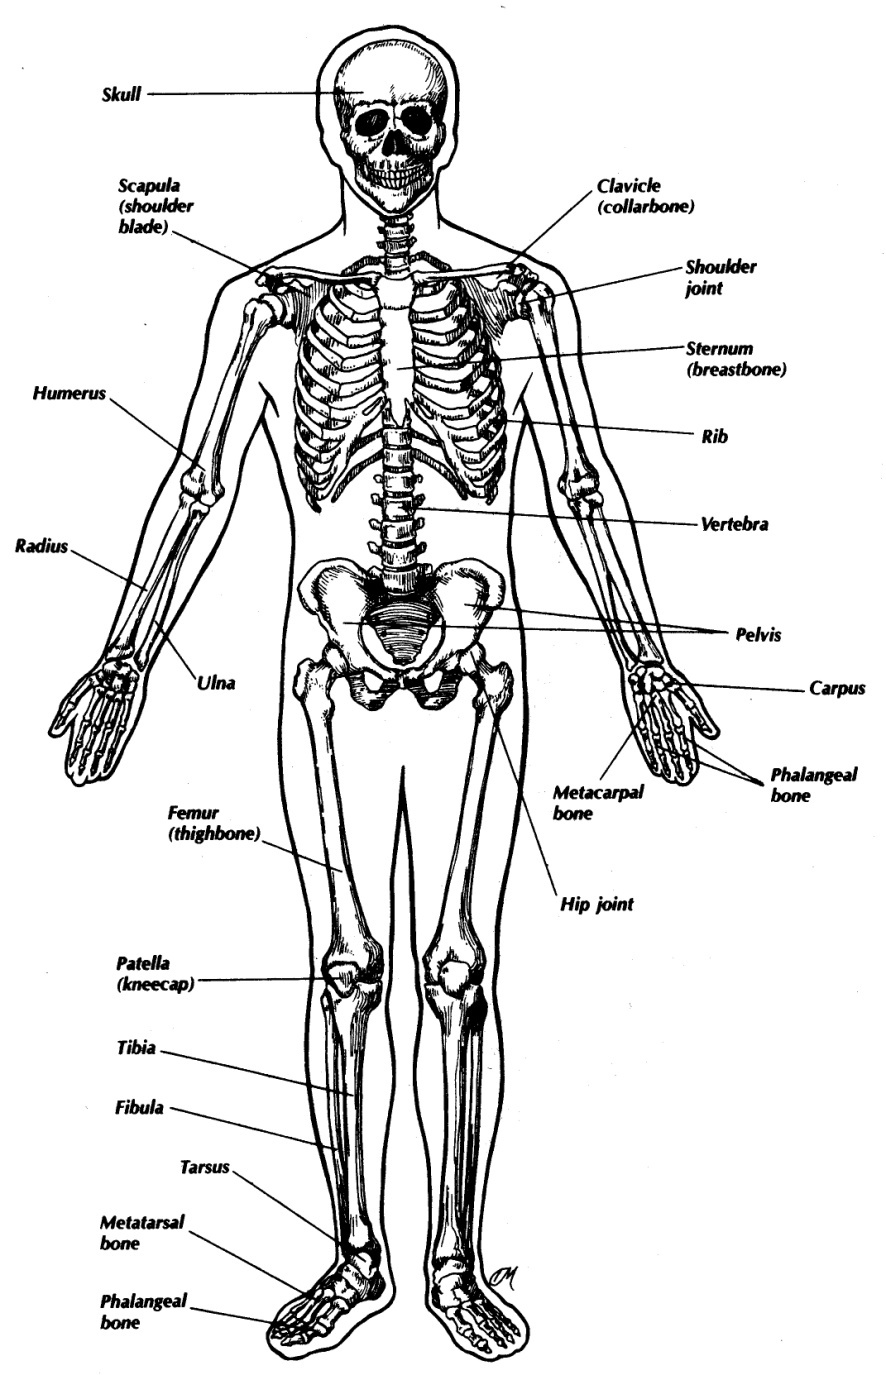 Skull
Scapula
(shoulder
blade)
Clavicle
(collarbone)
Shoulder
joint
Sternum
(breastbone)
Humerus
Rib
Vertebra
Radius
Pelvis
Ulna
Carpus
Metacarpal
bone
Phalangeal
bone
Femur
(thighbone)
Hip joint
Patella
(kneecap)
Tibia
Fibula
Tarsus
Metatarsal
bone
Phalangeal
bone